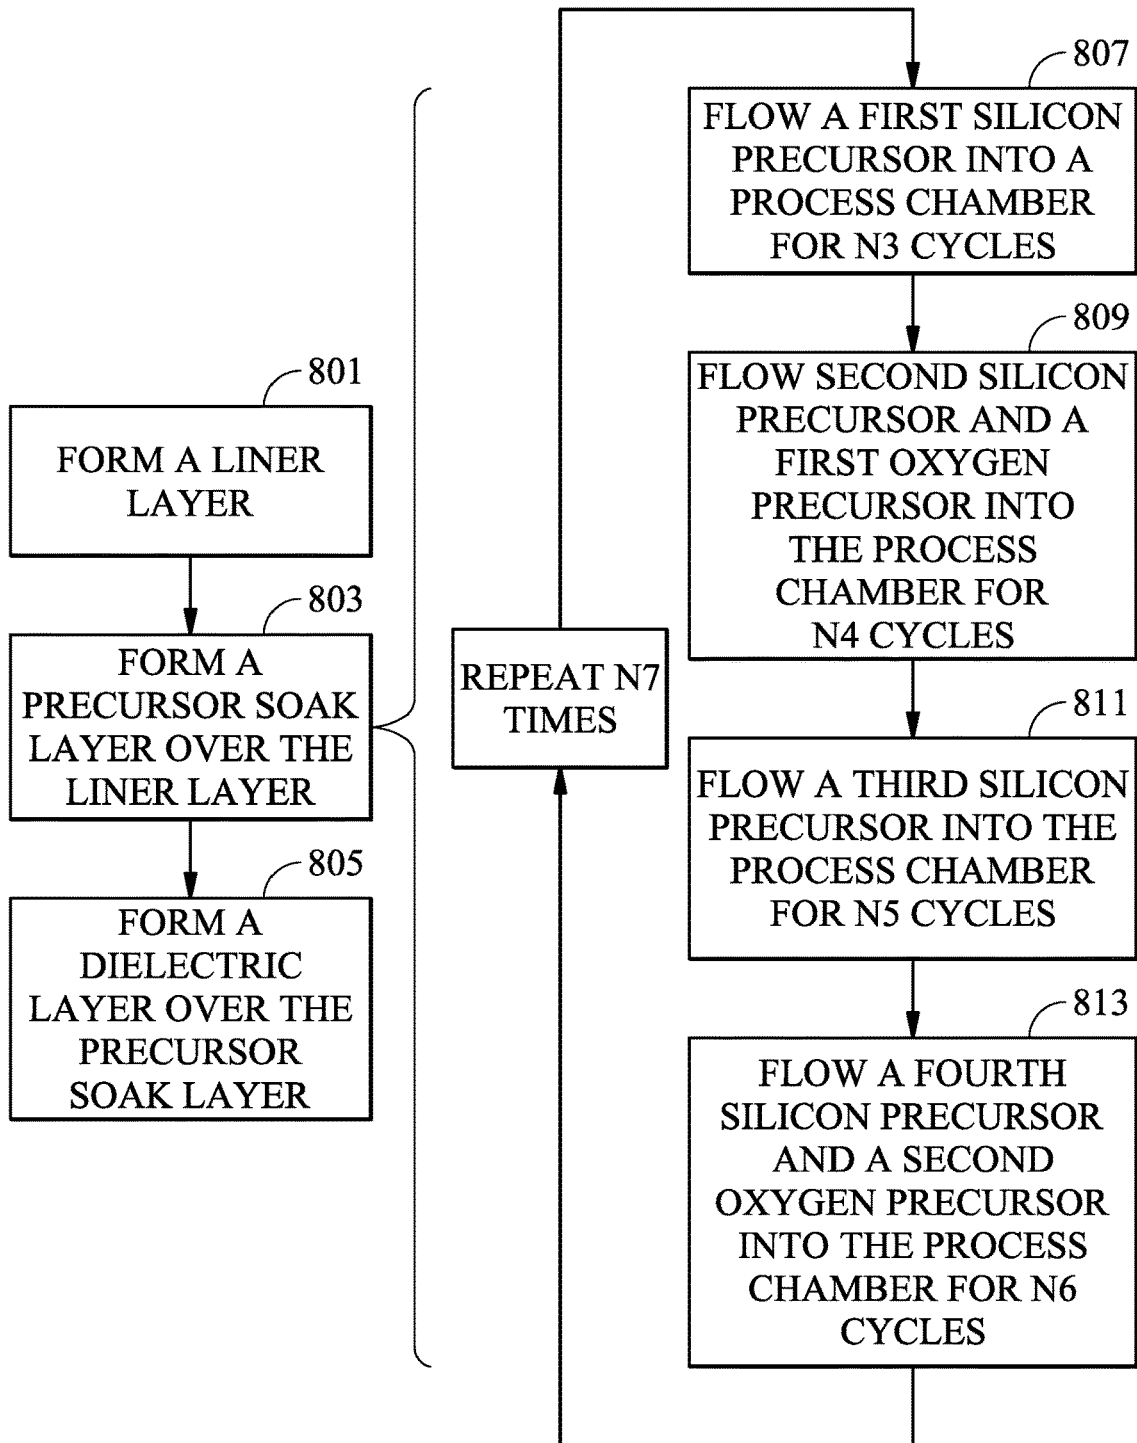 801
FORM A LINER
LAYER
803
FORM A
PRECURSOR SOAK
LAYER OVER THE
LINER LAYER
805
FORM A
DIELECTRIC
LAYER OVER THE
PRECURSOR
SOAK LAYER
REPEAT N7
TIMES
807
FLOW A FIRST SILICON
PRECURSOR INTO A
PROCESS CHAMBER
FOR N3 CYCLES
809
FLOW SECOND SILICON
PRECURSOR AND A
FIRST OXYGEN
PRECURSOR INTO
THE PROCESS
CHAMBER FOR
N4 CYCLES
811
FLOW A THIRD SILICON
PRECURSOR INTO THE
PROCESS CHAMBER
FOR N5 CYCLES
813
FLOW A FOURTH
SILICON PRECURSOR
AND A SECOND
OXYGEN PRECURSOR
INTO THE PROCESS
CHAMBER FOR N6
CYCLES